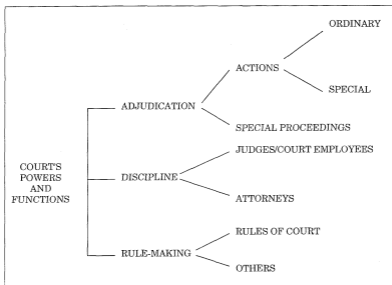 ORDINARY
ACTIONS
SPECIAL
ADJUDICATION
SPECIAL PROCEEDINGS
JUDGES/COURT EMPLOYEES
COURT'S
POWERS
AND
FUNCTIONS
DISCIPLINE
ATTORNEYS
RULES OF COURT
RULE-MAKING
OTHERS